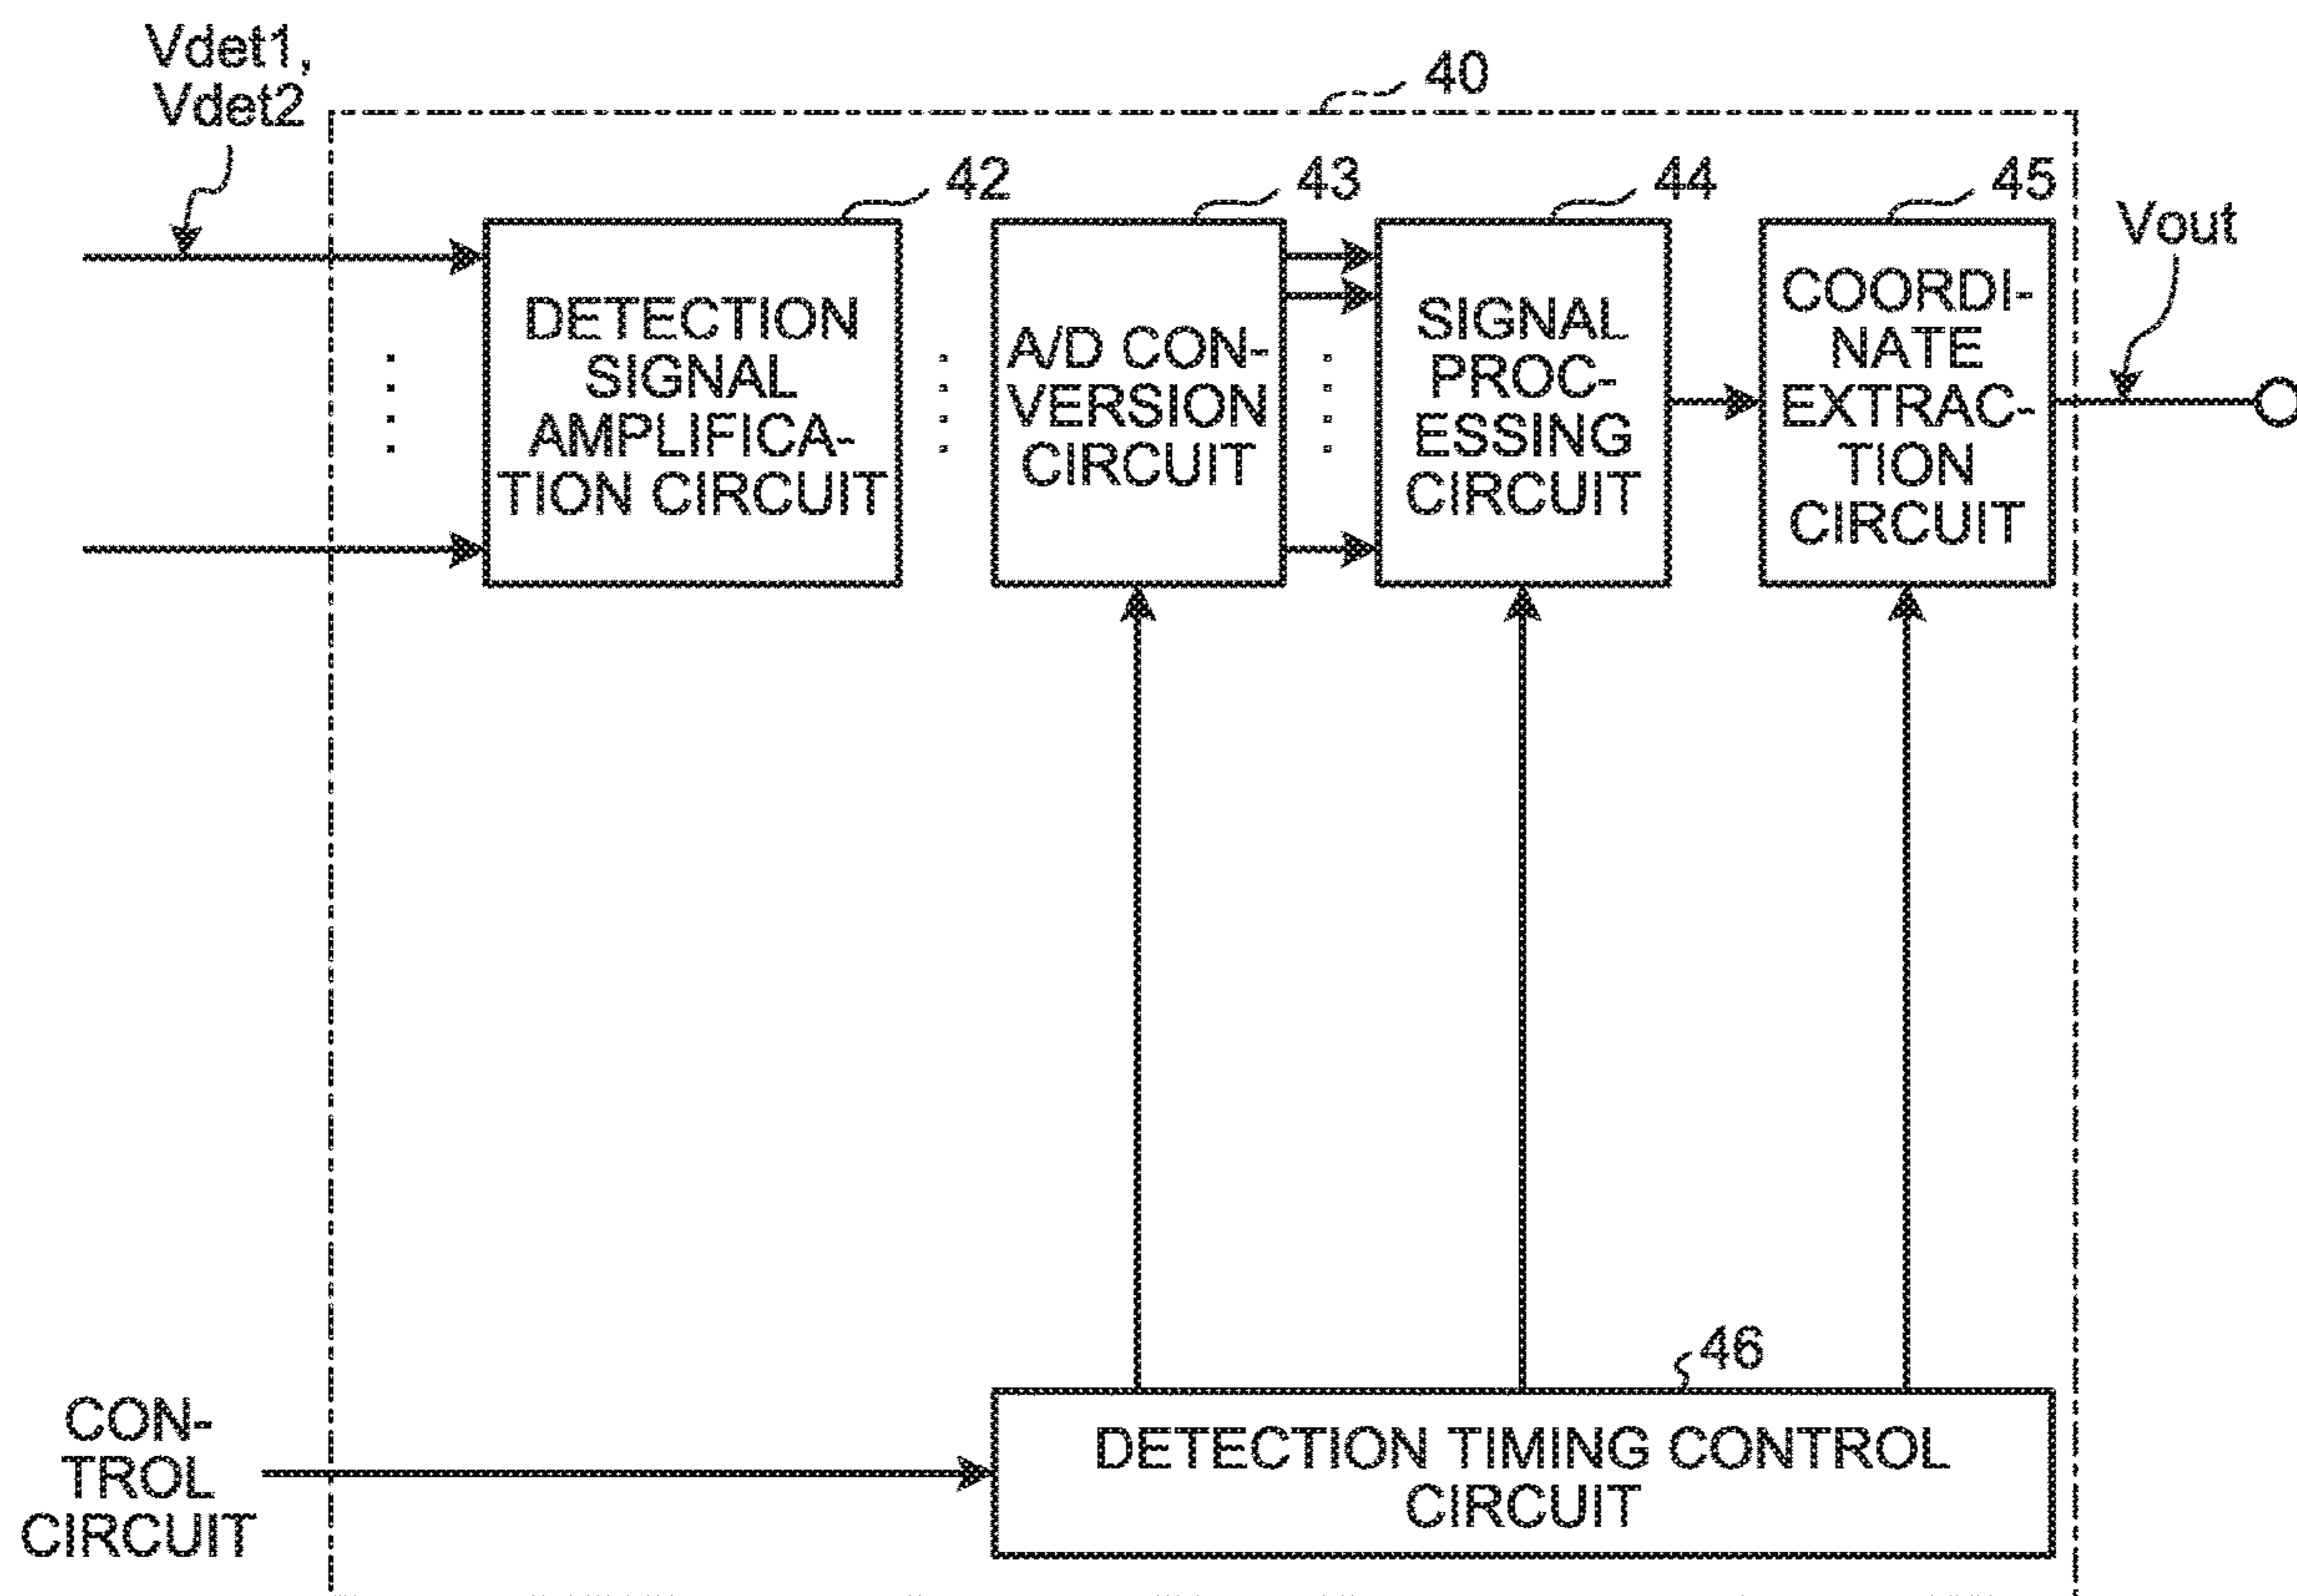 Vdet1,
Vdet2
40
42
43
44
45
Vout
DETECTION
SIGNAL
AMPLIFICA-
TION CIRCUIT
A/D CON-
VERSION
CIRCUIT
SIGNAL
PROC-
ESSING
CIRCUIT
COORDI-
NATE
EXTRAC-
TION
CIRCUIT
46
CON-
TROL
CIRCUIT
DETECTION TIMING CONTROL
CIRCUIT